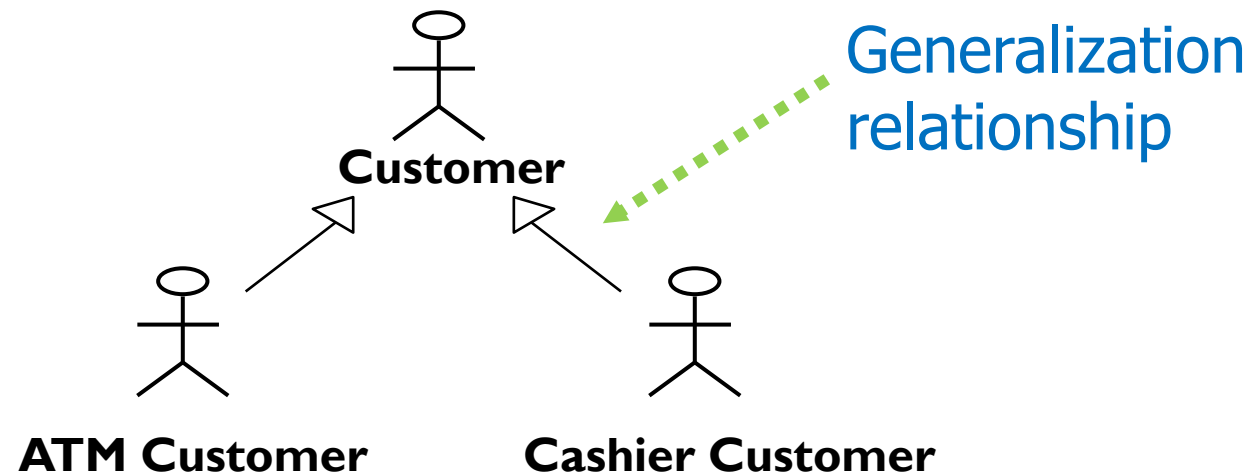 Generalization
relationship
Customer
ATM Customer
Cashier Customer